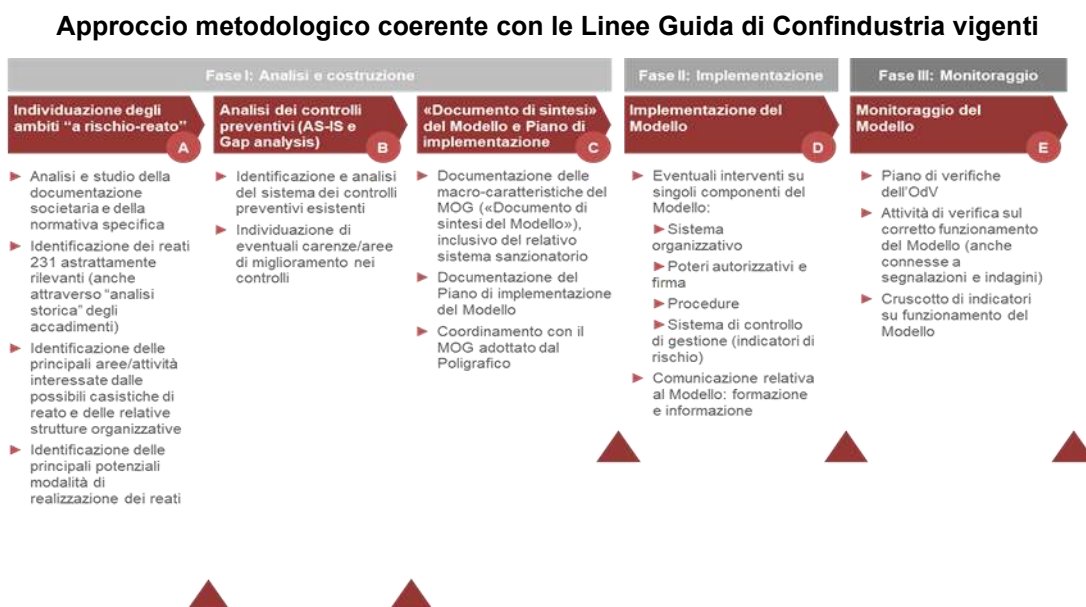 Approccio metodologico coerente con le Linee Guida di Confindustria vigenti
Fase I: Analisi e costruzione
Individuazione degli
ambiti “a rischio-reato”
A
► Analisi e studio della
documentazione
societaria e della
normativa specifica
► Identificazione dei reati
231 astrattamente
rilevanti (anche
attraverso “analisi
storica” degli
accadimenti)
► Identificazione delle
principali aree/attività
interessate dalle
possibili casistiche di
reato e delle relative
strutture organizzative
► Identificazione delle
principali potenziali
modalità di
realizzazione dei reati
Analisi dei controlli
preventivi (AS-IS e
Gap analysis)
B
► Identificazione e analisi
del sistema dei controlli
preventivi esistenti
► Individuazione di
eventuali carenze/aree
di miglioramento nei
controlli
«Documento di sintesi»
del Modello e Piano di
implementazione
C
► Documentazione delle
macro-caratteristiche del
MOG («Documento di
sintesi del Modello»),
inclusivo del relativo
sistema sanzionatorio
► Documentazione del
Piano di implementazione
del Modello
► Coordinamento con il
MOG adottato dal
Poligrafico
Fase II: Implementazione
Implementazione del
Modello
D
► Eventuali interventi su
singoli componenti del
Modello:
►Sistema
organizzativo
►Poteri autorizzativi e
firma
►Procedure
►Sistema di controllo
di gestione (indicatori di
rischio)
► Comunicazione relativa
al Modello: formazione
e informazione
Fase III: Monitoraggio
Monitoraggio del
Modello
E
► Piano di verifiche
dell'OdV
► Attività di verifica sul
corretto funzionamento
del Modello (anche
connesse a
segnalazioni e indagini)
► Cruscotto di indicatori
su funzionamento del
Modello